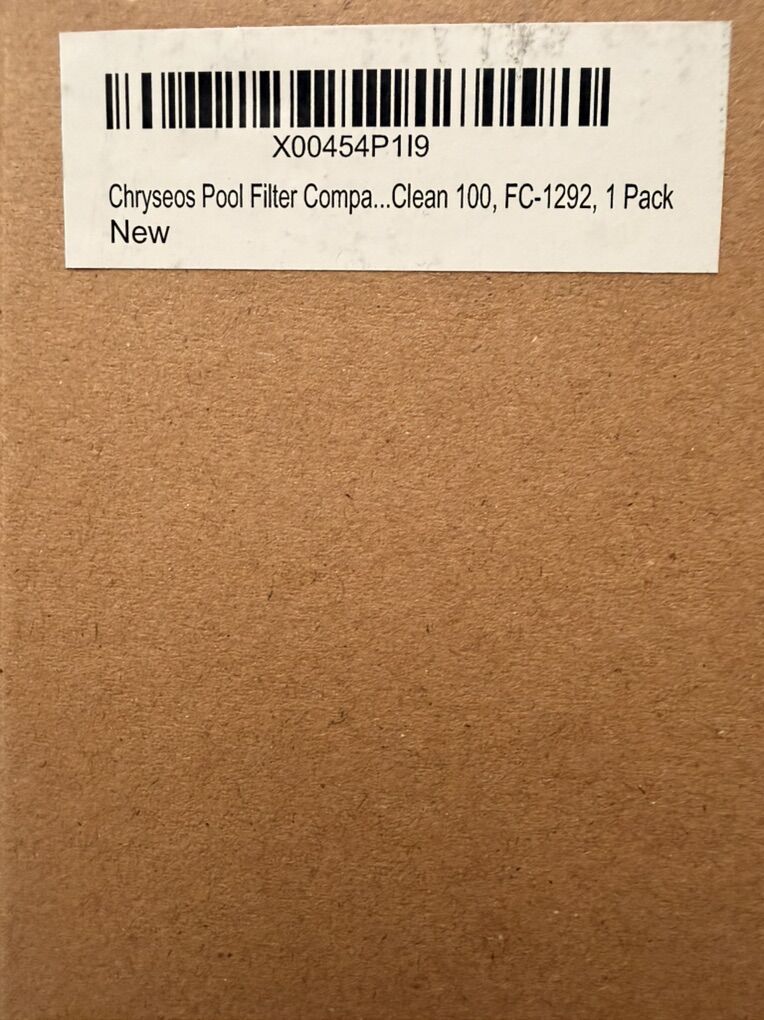 X00454P1I9
Chryseos Pool Filter Compa...Clean 100, FC-1292, 1 Pack
New